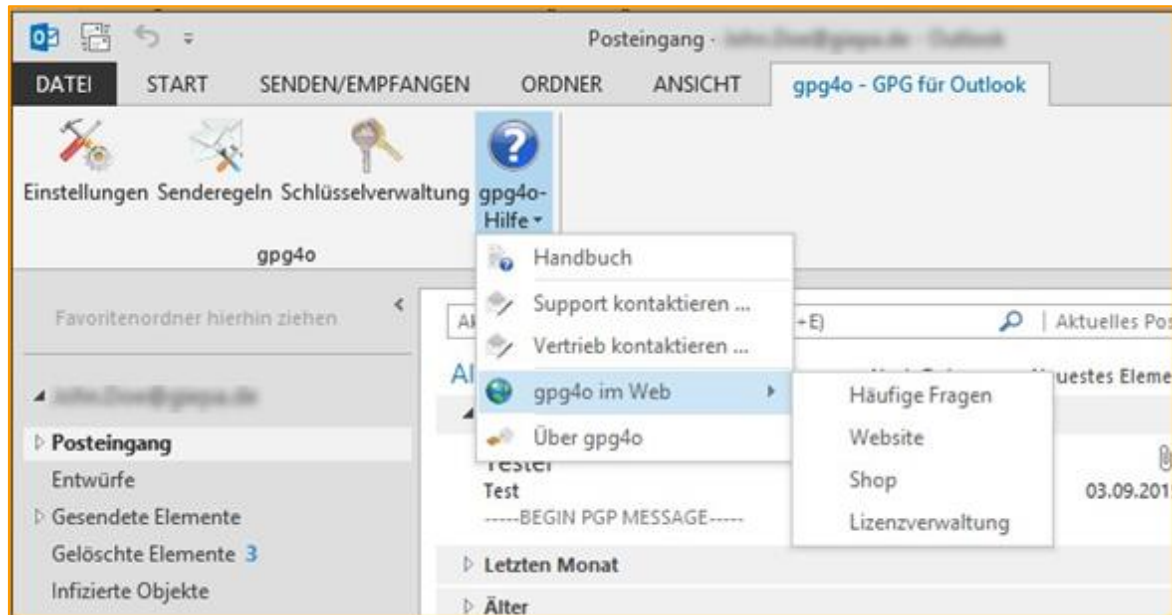 Posteingang -
DATEI START SENDEN/EMPFANGEN ORDNER ANSICHT gpg4o - GPG für Outlook
Einstellungen Senderegeln Schlüsselverwaltung gpg4o-
Hilfe
gpg4o
Handbuch
Support kontaktieren ...
Vertrieb kontaktieren ...
gpg4o im Web
Über gpg4o
Häufige Fragen
Website
Shop
Lizenzverwaltung
Favoritenordner hierhin ziehen
+E) Aktuelles Pos
Posteingang
Entwürfe
Gesendete Elemente
Gelöschte Elemente 3
Infizierte Objekte
Tester
Test
03.09.201
-----BEGIN PGP MESSAGE-----
Letzten Monat
Älter